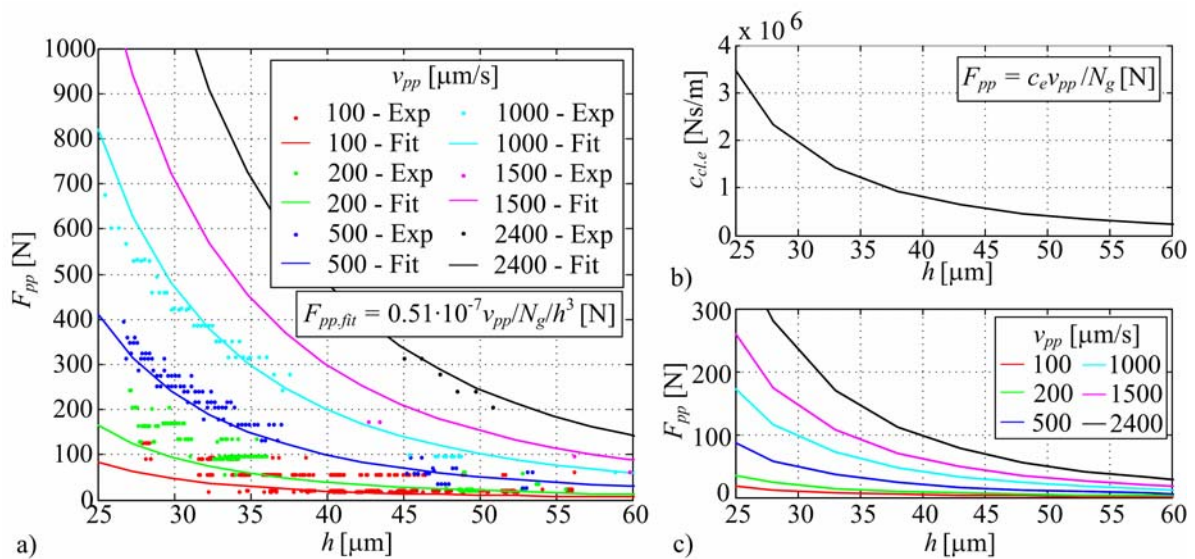 1000
900
800
700
600
500
400
300
200
100
0
F_pp [N]
v_pp [μm/s]
100 - Exp
100 - Fit
200 - Exp
200 - Fit
500 - Exp
500 - Fit
1000 - Exp
1000 - Fit
1500 - Exp
1500 - Fit
2400 - Exp
2400 - Fit
F_pp.fit = 0.51·10^-7 v_pp/N_g/h^3 [N]
25 30 35 40 45 50 55 60
h [μm]
a)
x 10^6
4
3
2
1
0
c_cl.e [Ns/m]
F_pp = c_e v_pp /N_g [N]
25 30 35 40 45 50 55 60
h [μm]
b)
300
200
100
0
F_pp [N]
v_pp [μm/s]
100 1000
200 1500
500 2400
25 30 35 40 45 50 55 60
h [μm]
c)